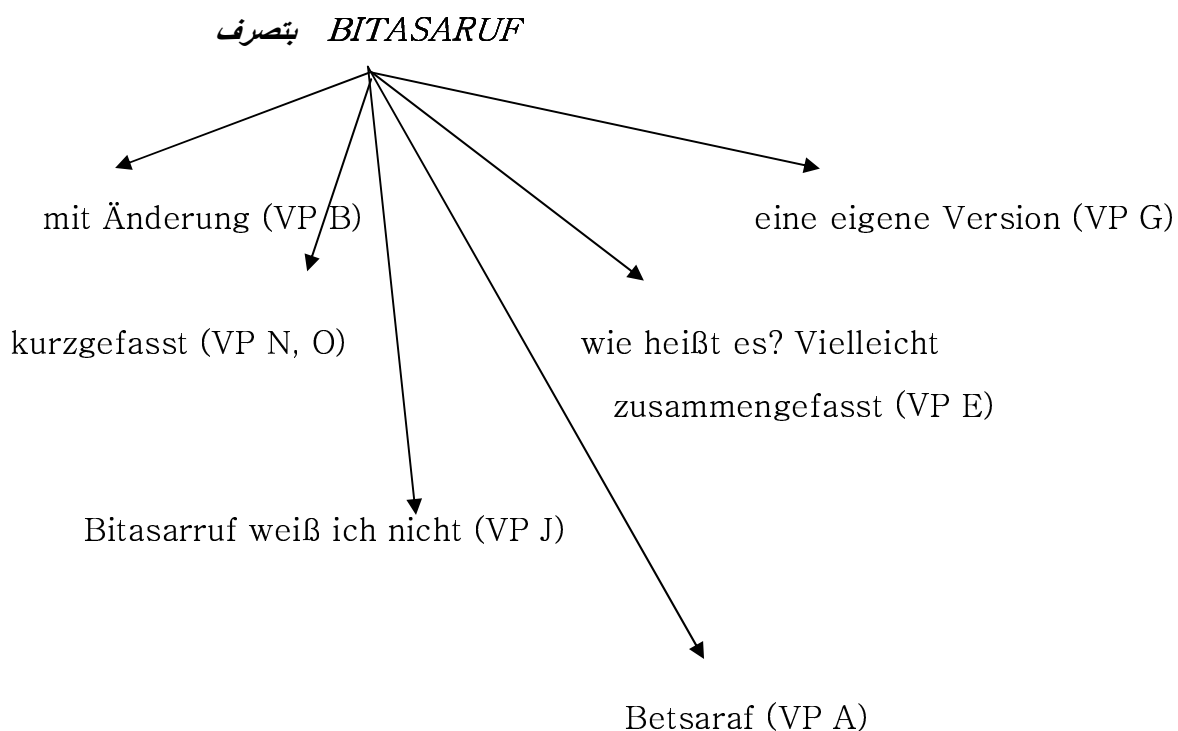 بتصرف BITASARUF
mit Änderung (VP B)
eine eigene Version (VP G)
kurzgefasst (VP N, O)
wie heißt es? Vielleicht
zusammengefasst (VP E)
Bitasarruf weiß ich nicht (VP J)
Betsaraf (VP A)